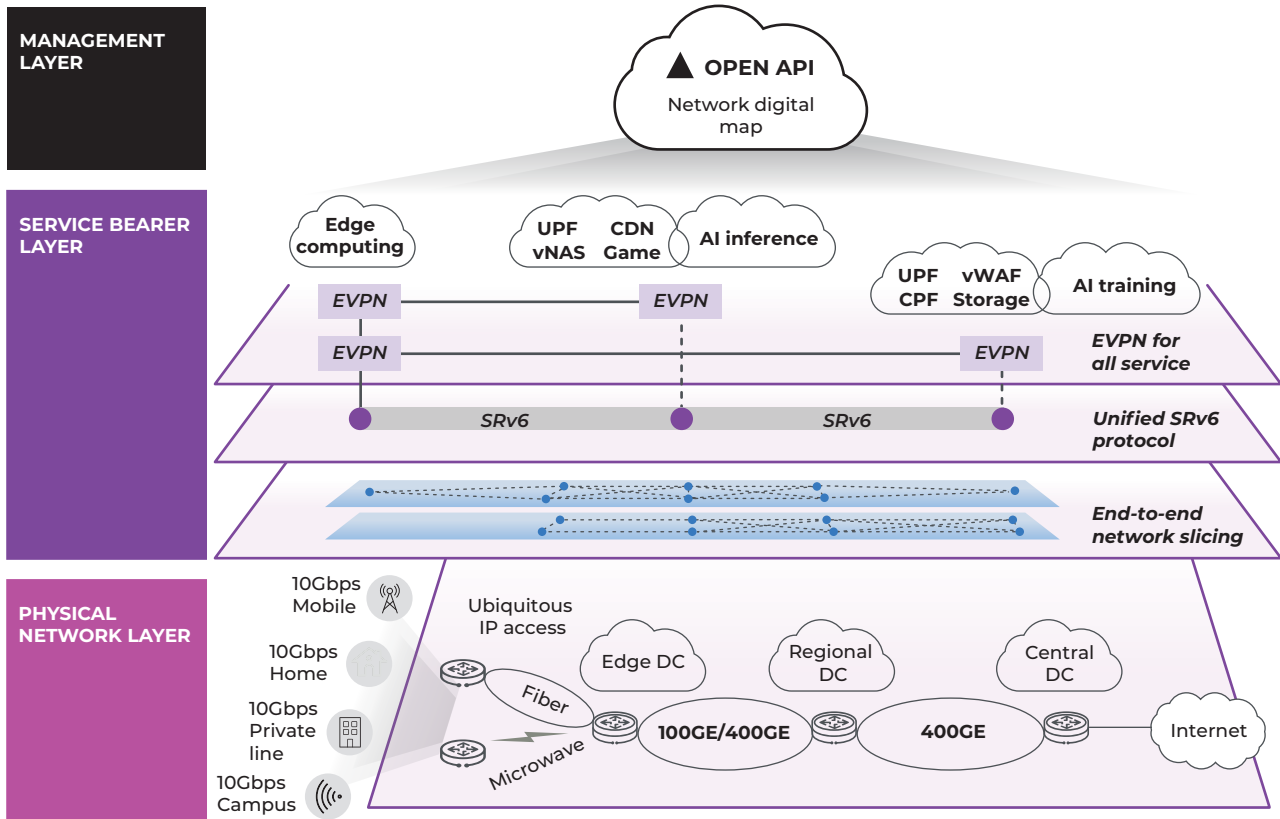 MANAGEMENT
LAYER
OPEN API
Network digital
map
SERVICE BEARER
LAYER
Edge
computing
UPF CDN
vNAS Game
AI inference
UPF vWAF
CPF Storage
AI training
EVPN
EVPN
EVPN
EVPN
EVPN for
all service
SRv6
SRv6
Unified SRv6
protocol
End-to-end
network slicing
PHYSICAL
NETWORK LAYER
10Gbps
Mobile
10Gbps
Home
10Gbps
Private
line
10Gbps
Campus
Ubiquitous
IP access
Fiber
Microwave
Edge DC
100GE/400GE
Regional
DC
400GE
Central
DC
Internet